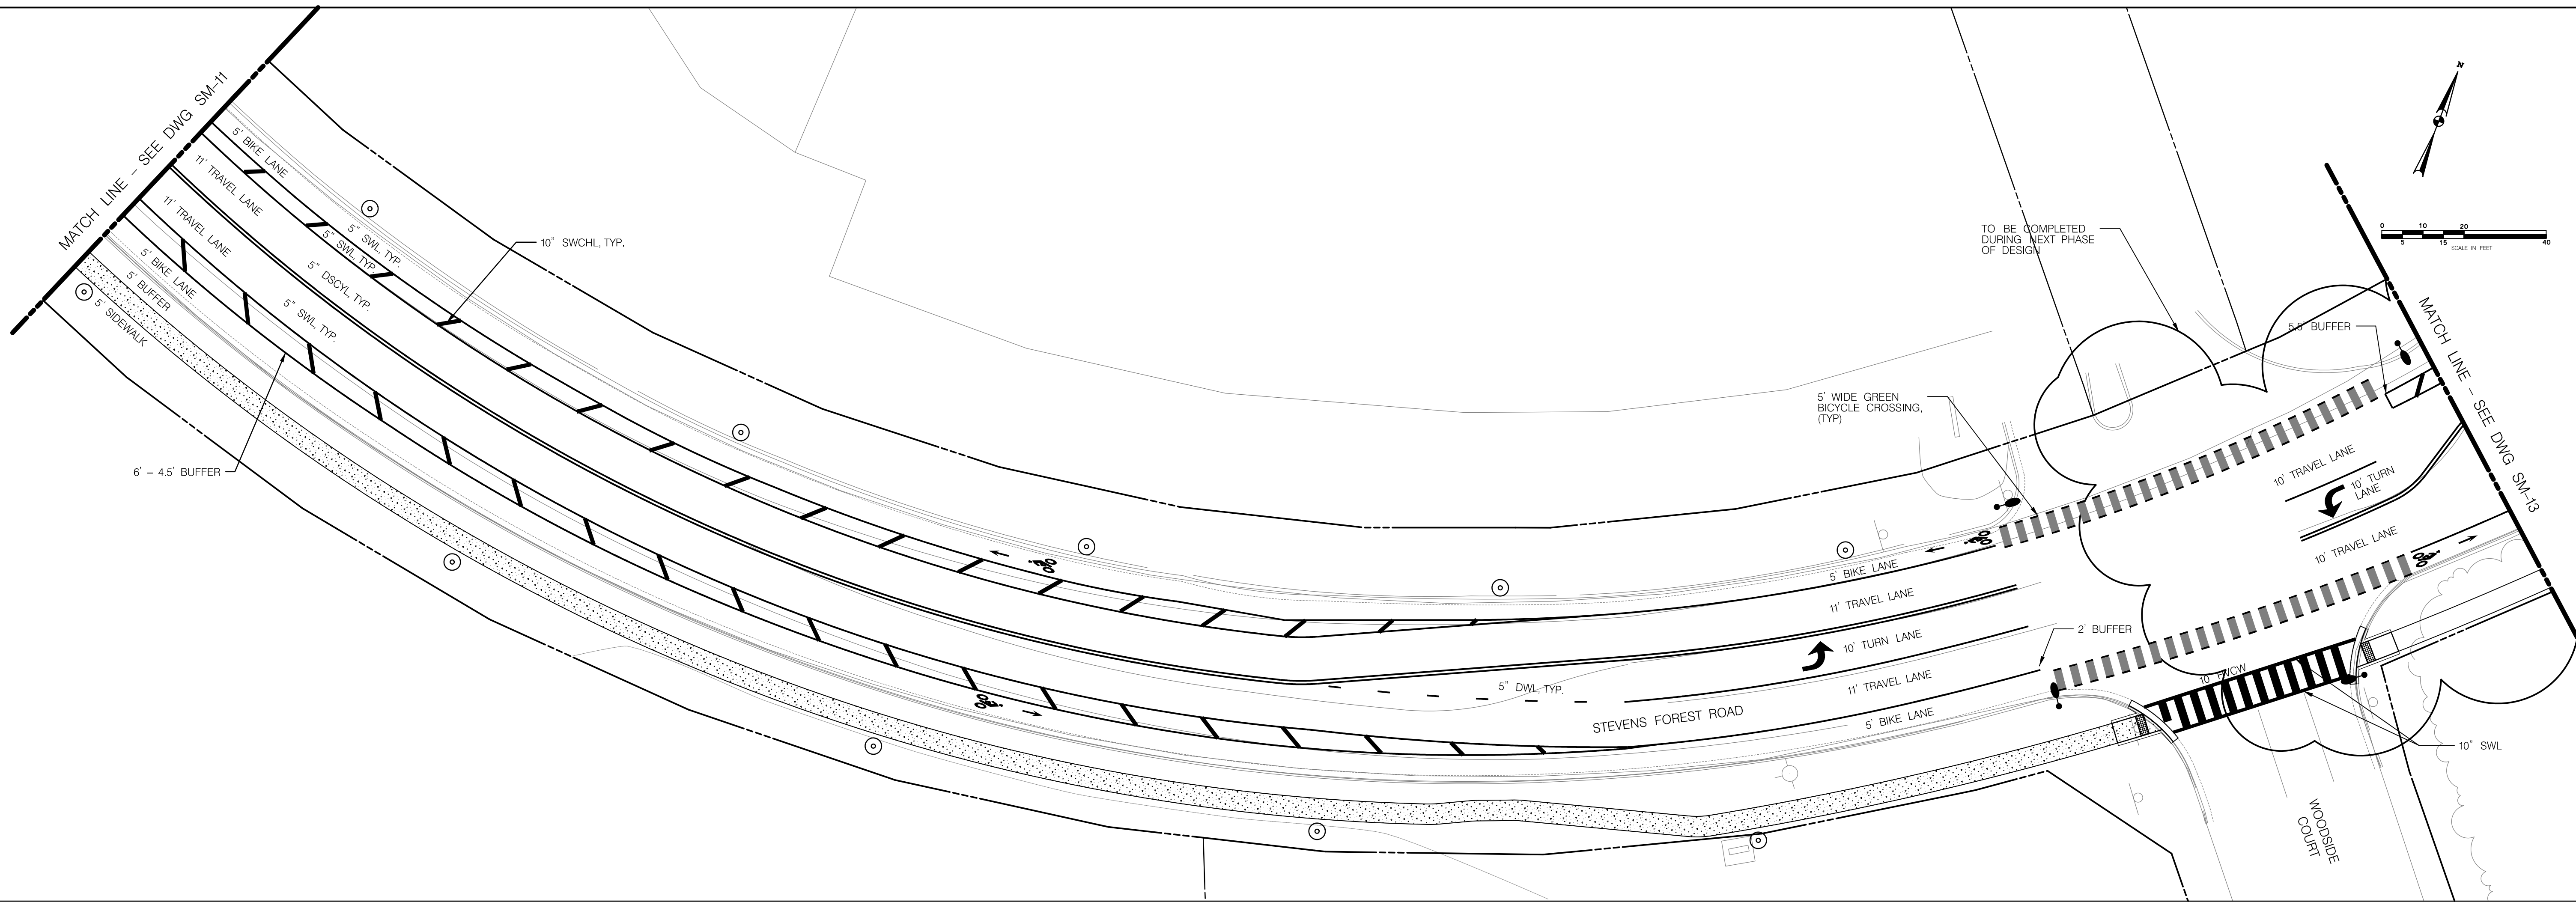 MATCH LINE - SEE DWG SM-11
5' BIKE LANE
11' TRAVEL LANE
11' TRAVEL LANE
5' BIKE LANE
5' BUFFER
5' SIDEWALK
5" SWL, TYP.
5" SWL, TYP.
5" DSCYL, TYP.
5" SWL, TYP.
10" SWCHL, TYP.
6' - 4.5' BUFFER
TO BE COMPLETED
DURING NEXT PHASE
OF DESIGN
N
0 10 20
5 15 40
SCALE IN FEET
5.5' BUFFER
MATCH LINE - SEE DWG SM-13
5' WIDE GREEN
BICYCLE CROSSING,
(TYP)
10' TRAVEL LANE
10' TURN
LANE
10' TRAVEL LANE
5' BIKE LANE
11' TRAVEL LANE
10' TURN LANE
2' BUFFER
5" DWL, TYP.
11' TRAVEL LANE
STEVENS FOREST ROAD
5' BIKE LANE
10" SWL
WOODSIDE
COURT